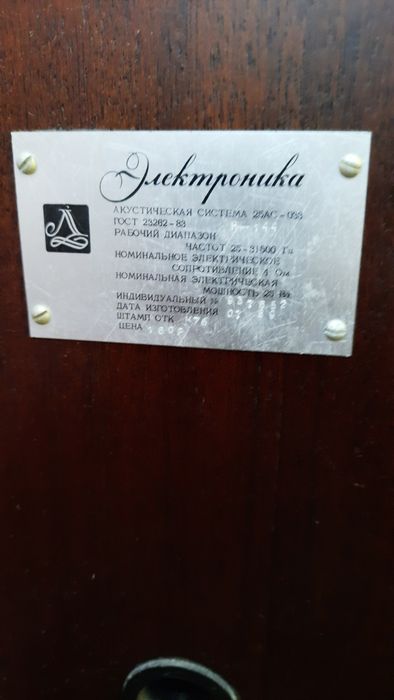 Электроника
АКУСТИЧЕСКАЯ СИСТЕМА 25АС-033
ГОСТ 23262-83
РАБОЧИЙ ДИАПАЗОН
ЧАСТОТ 25-31500 Гц
НОМИНАЛЬНОЕ ЭЛЕКТРИЧЕСКОЕ
СОПРОТИВЛЕНИЕ 4 Ом
НОМИНАЛЬНАЯ ЭЛЕКТРИЧЕСКАЯ
МОЩНОСТЬ 25 Вт
ИНДИВИДУАЛЬНЫЙ №
ДАТА ИЗГОТОВЛЕНИЯ
ШТАМП ОТК К76
ЦЕНА